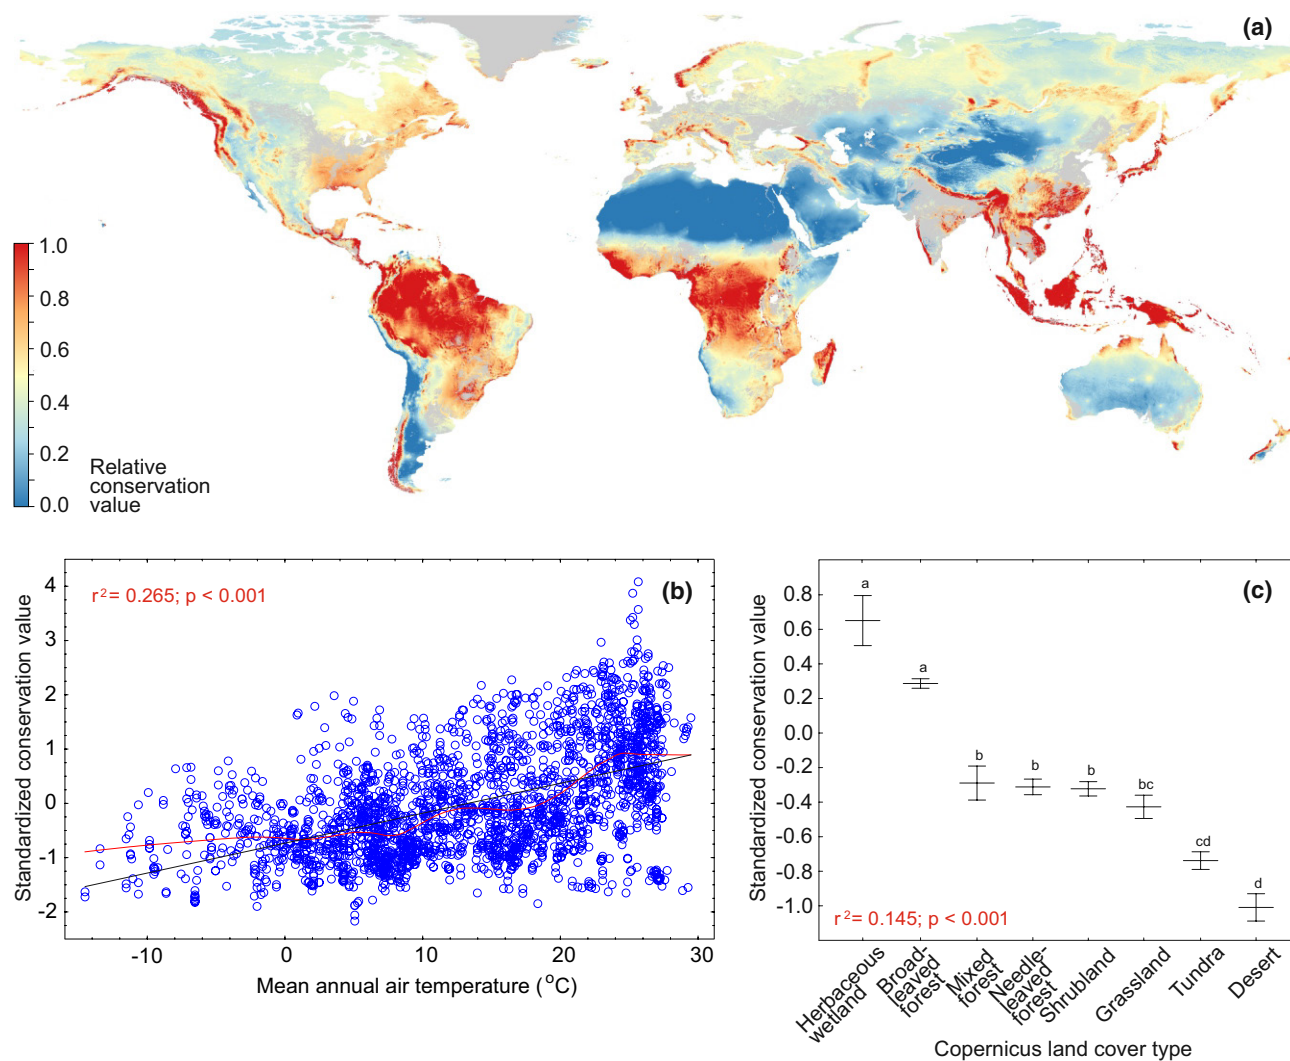 (a)
1.0
0.8
0.6
0.4
0.2
0.0
Relative
conservation
value
(b)
r²= 0.265; p < 0.001
Standardized conservation value
4
3
2
1
0
-1
-2
-10
0
10
20
30
Mean annual air temperature (°C)
(c)
r²= 0.145; p < 0.001
Standardized conservation value
0.8
0.6
0.4
0.2
0.0
-0.2
-0.4
-0.6
-0.8
-1.0
a
a
b
b
b
bc
cd
d
Herbaceous
wetland
Broad-
leaved
forest
Mixed
forest
Needle-
leaved
forest
Shrubland
Grassland
Tundra
Desert
Copernicus land cover type